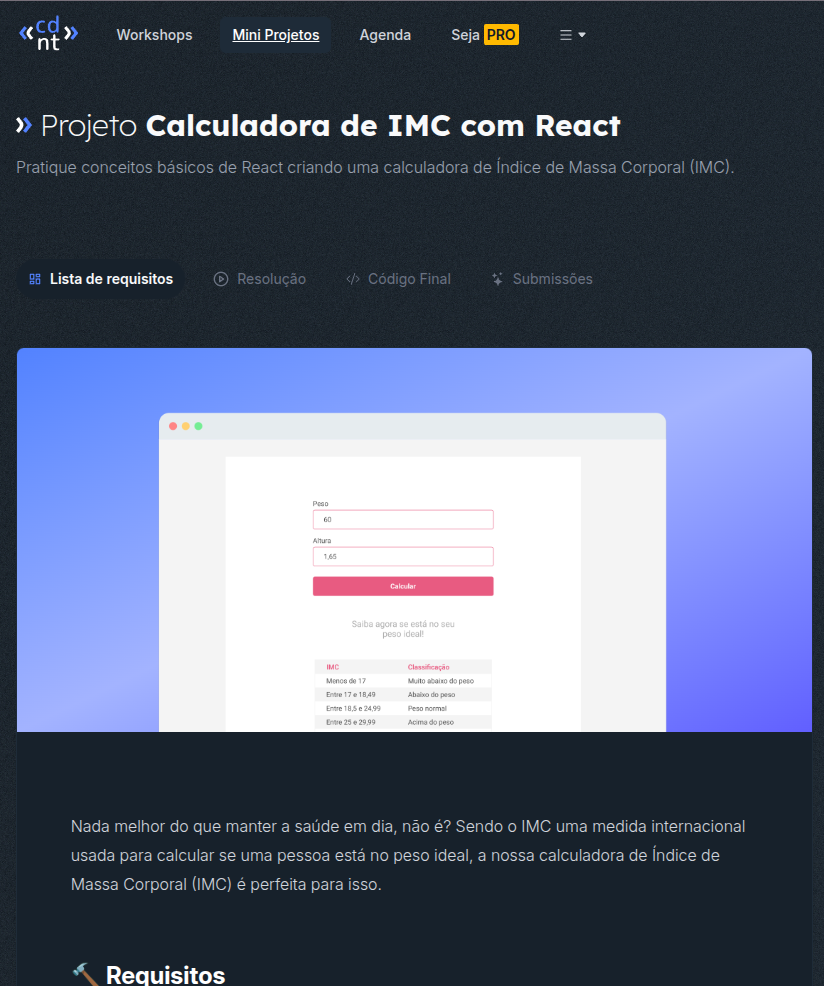 cd
nt
Workshops Mini Projetos Agenda Seja PRO
Projeto Calculadora de IMC com React
Pratique conceitos básicos de React criando uma calculadora de Índice de Massa Corporal (IMC).
Lista de requisitos Resolução Código Final Submissões
Peso
60
Altura
1,65
Calcular
Saiba agora se está no seu
peso ideal!
IMC Classificação
Menos de 17 Muito abaixo do peso
Entre 17 e 18,49 Abaixo do peso
Entre 18,5 e 24,99 Peso normal
Entre 25 e 29,99 Acima do peso
Nada melhor do que manter a saúde em dia, não é? Sendo o IMC uma medida internacional
usada para calcular se uma pessoa está no peso ideal, a nossa calculadora de Índice de
Massa Corporal (IMC) é perfeita para isso.
🔨 Requisitos